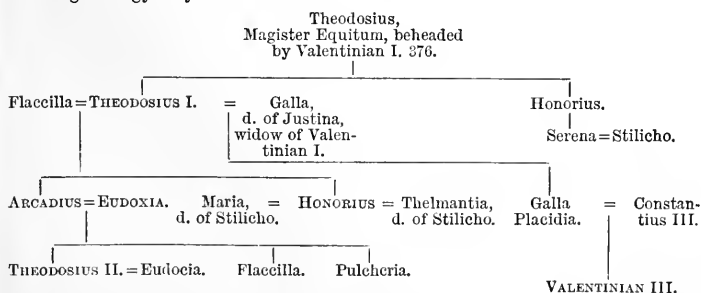 Theodosius,
Magister Equitum, beheaded
by Valentinian I. 376.
Flaccilla = THEODOSIUS I. = Galla, Honorius.
d. of Justina,
widow of Valen- Serena = Stilicho.
tinian I.
ARCADIUS = EUDOXIA. Maria, = HONORIUS = Thelmantia, Galla = Constan-
d. of Stilicho. d. of Stilicho. Placidia. tius III.
THEODOSIUS II. = Eudocia. Flaccilla. Pulcheria.
VALENTINIAN III.